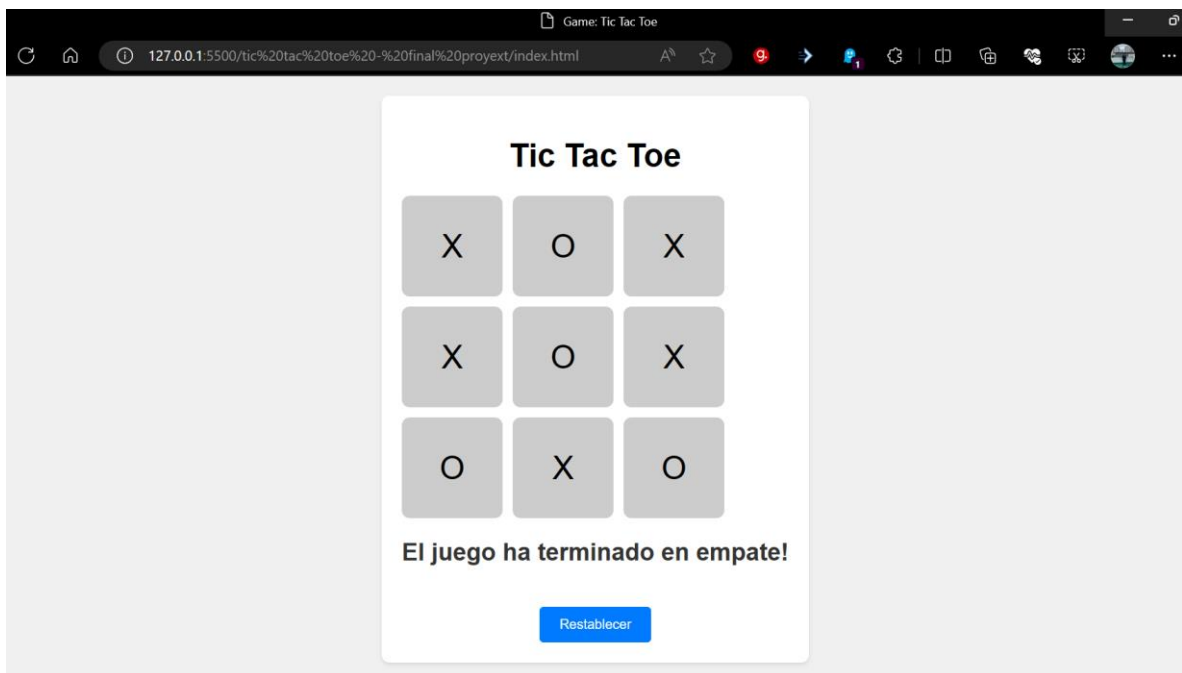 Game: Tic Tac Toe
127.0.0.1:5500/tic%20tac%20toe%20-%20final%20proyext/index.html
g.
1
Tic Tac Toe
X O X
X O X
O X O
El juego ha terminado en empate!
Restablecer